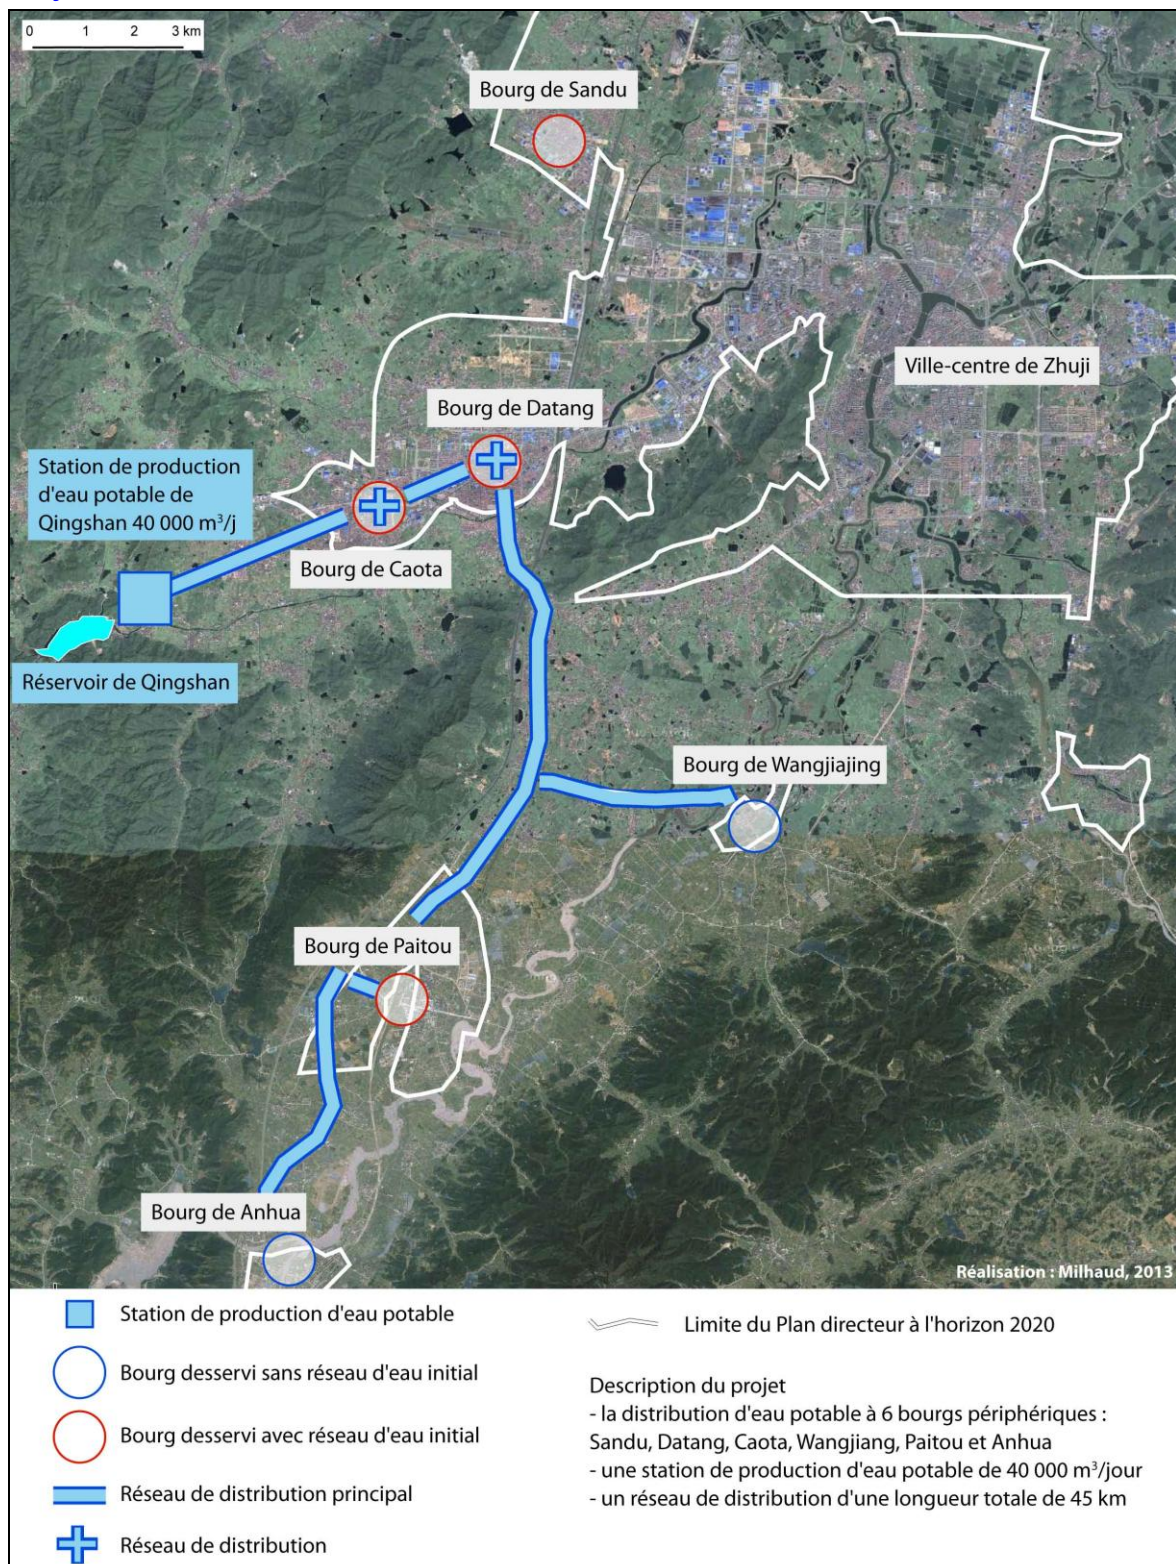 0 1 2 3 km
Bourg de Sandu
Ville-centre de Zhuji
Bourg de Datang
Station de production
d'eau potable de
Qingshan 40 000 m³/j
Bourg de Caota
Réservoir de Qingshan
Bourg de Wangjiajing
Bourg de Paitou
Bourg de Anhua
Réalisation : Milhaud, 2013
Station de production d'eau potable
Bourg desservi sans réseau d'eau initial
Bourg desservi avec réseau d'eau initial
Réseau de distribution principal
Réseau de distribution
Limite du Plan directeur à l'horizon 2020
Description du projet
- la distribution d'eau potable à 6 bourgs périphériques :
Sandu, Datang, Caota, Wangjiang, Paitou et Anhua
- une station de production d'eau potable de 40 000 m³/jour
- un réseau de distribution d'une longueur totale de 45 km